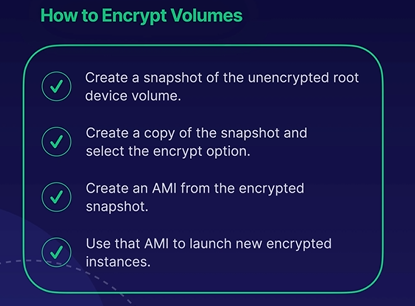 How to Encrypt Volumes
Create a snapshot of the unencrypted root
device volume.
Create a copy of the snapshot and
select the encrypt option.
Create an AMI from the encrypted
snapshot.
Use that AMI to launch new encrypted
instances.